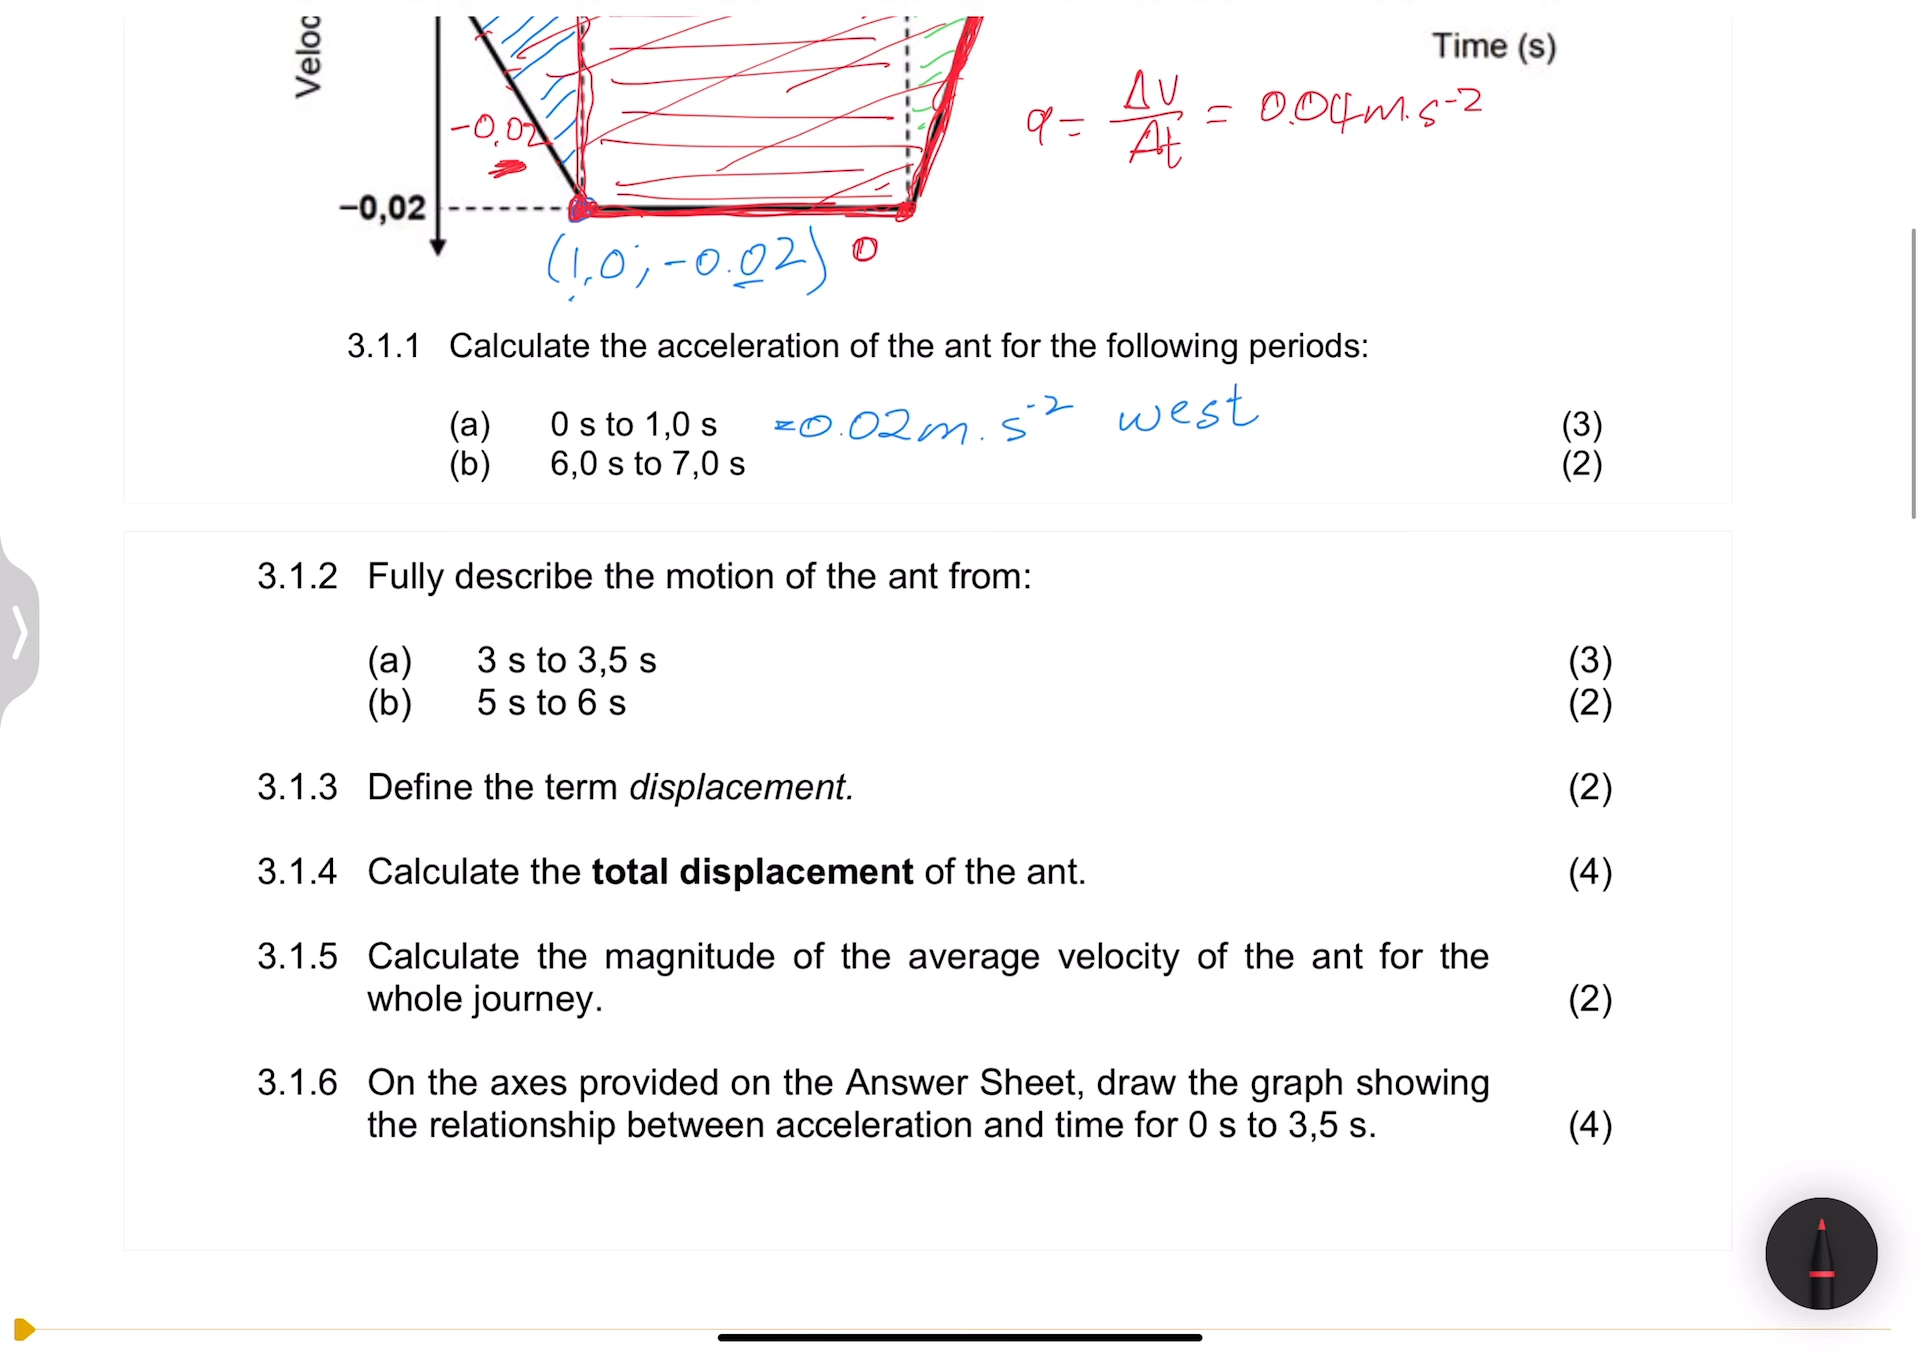 Veloc
Time (s)
a = Δv/Δt = 0.04m.s-2
-0.02
−0,02
(1.0; -0.02) 0
3.1.1 Calculate the acceleration of the ant for the following periods:
(a) 0 s to 1,0 s =0.02m.s-2 west (3)
(b) 6,0 s to 7,0 s (2)
3.1.2 Fully describe the motion of the ant from:
(a) 3 s to 3,5 s (3)
(b) 5 s to 6 s (2)
3.1.3 Define the term displacement. (2)
3.1.4 Calculate the total displacement of the ant. (4)
3.1.5 Calculate the magnitude of the average velocity of the ant for the
whole journey. (2)
3.1.6 On the axes provided on the Answer Sheet, draw the graph showing
the relationship between acceleration and time for 0 s to 3,5 s. (4)